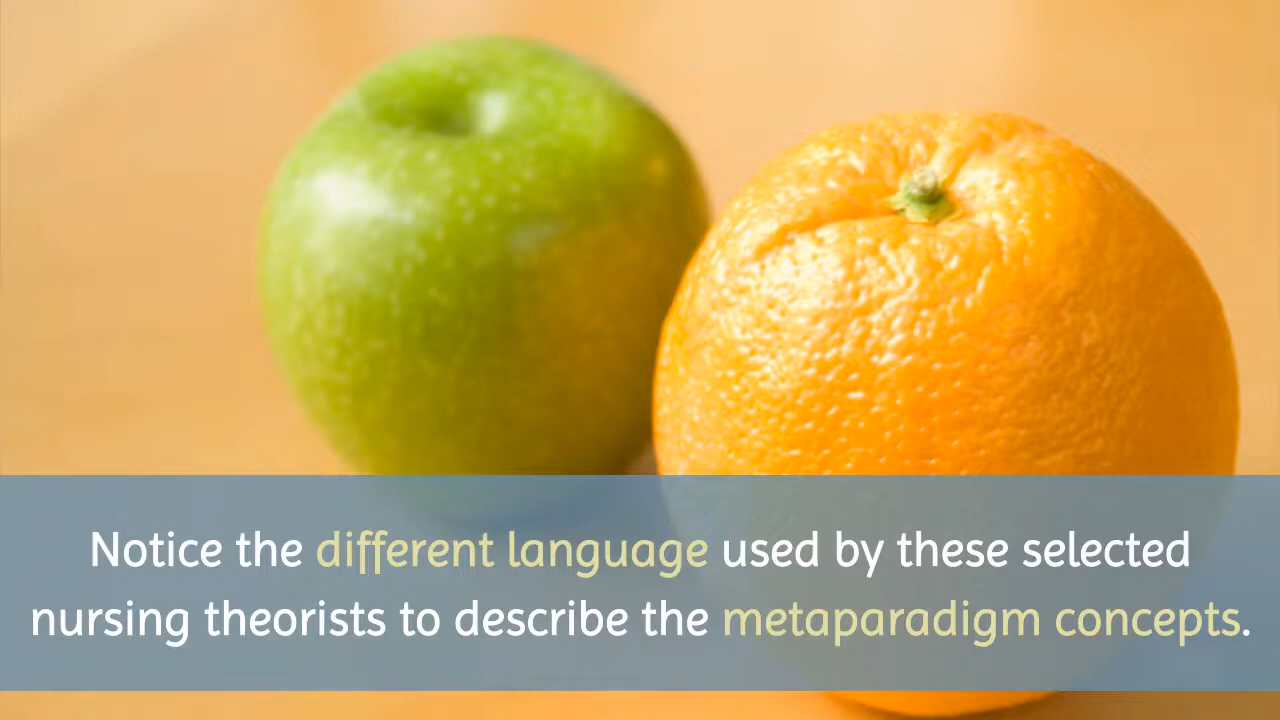 Notice the different language used by these selected
nursing theorists to describe the metaparadigm concepts.